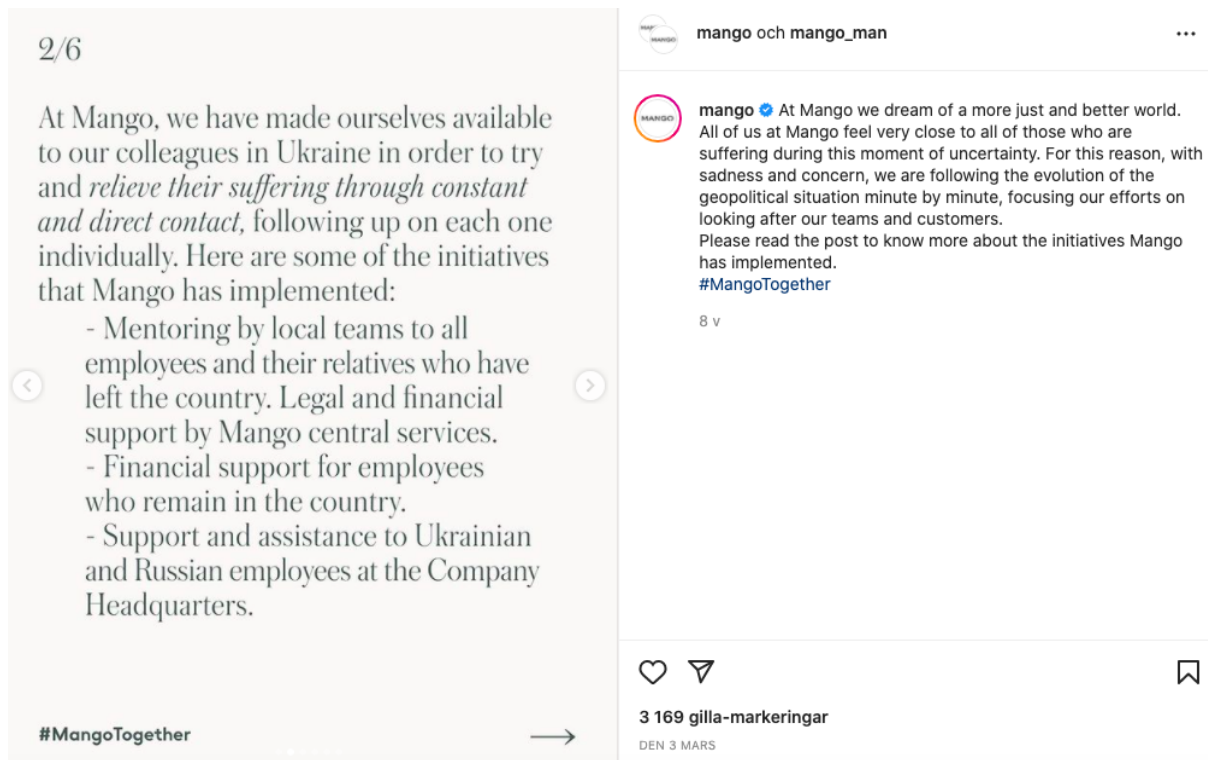 2/6
At Mango, we have made ourselves available
to our colleagues in Ukraine in order to try
and relieve their suffering through constant
and direct contact, following up on each one
individually. Here are some of the initiatives
that Mango has implemented:
- Mentoring by local teams to all
employees and their relatives who have
left the country. Legal and financial
support by Mango central services.
- Financial support for employees
who remain in the country.
- Support and assistance to Ukrainian
and Russian employees at the Company
Headquarters.
#MangoTogether
MANGO
mango och mango_man
MANGO
mango At Mango we dream of a more just and better world.
All of us at Mango feel very close to all of those who are
suffering during this moment of uncertainty. For this reason, with
sadness and concern, we are following the evolution of the
geopolitical situation minute by minute, focusing our efforts on
looking after our teams and customers.
Please read the post to know more about the initiatives Mango
has implemented.
#MangoTogether
8 v
3 169 gilla-markeringar
DEN 3 MARS